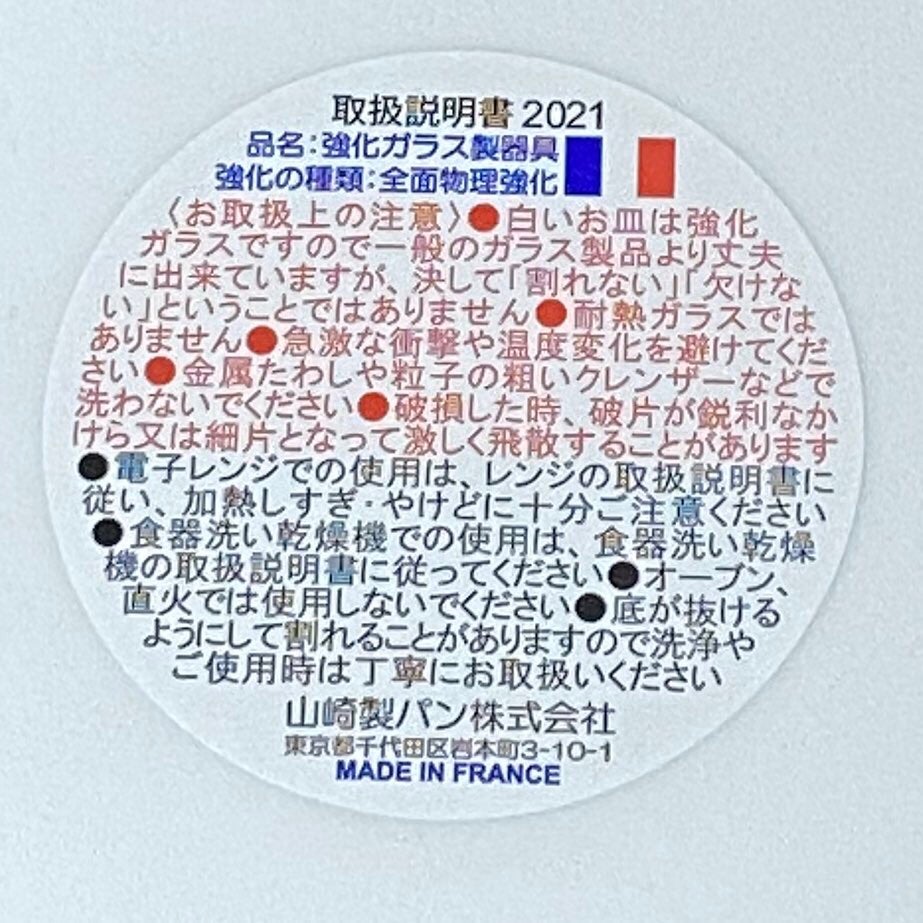 取扱説明書 2021
品名:強化ガラス製器具
強化の種類:全面物理強化
〈お取扱上の注意〉●白いお皿は強化
ガラスですので一般のガラス製品より丈夫
に出来ていますが、決して「割れない」「欠けな
い」ということではありません●耐熱ガラスでは
ありません●急激な衝撃や温度変化を避けてくだ
さい●金属たわしや粒子の粗いクレンザーなどで
洗わないでください●破損した時、破片が鋭利なか
けら又は細片となって激しく飛散することがあります
●電子レンジでの使用は、レンジの取扱説明書に
従い、加熱しすぎ・やけどに十分ご注意ください
●食器洗い乾燥機での使用は、食器洗い乾燥
機の取扱説明書に従ってください●オーブン、
直火では使用しないでください●底が抜ける
ようにして割れることがありますので洗浄や
ご使用時は丁寧にお取扱いください
山崎製パン株式会社
東京都千代田区岩本町3-10-1
MADE IN FRANCE